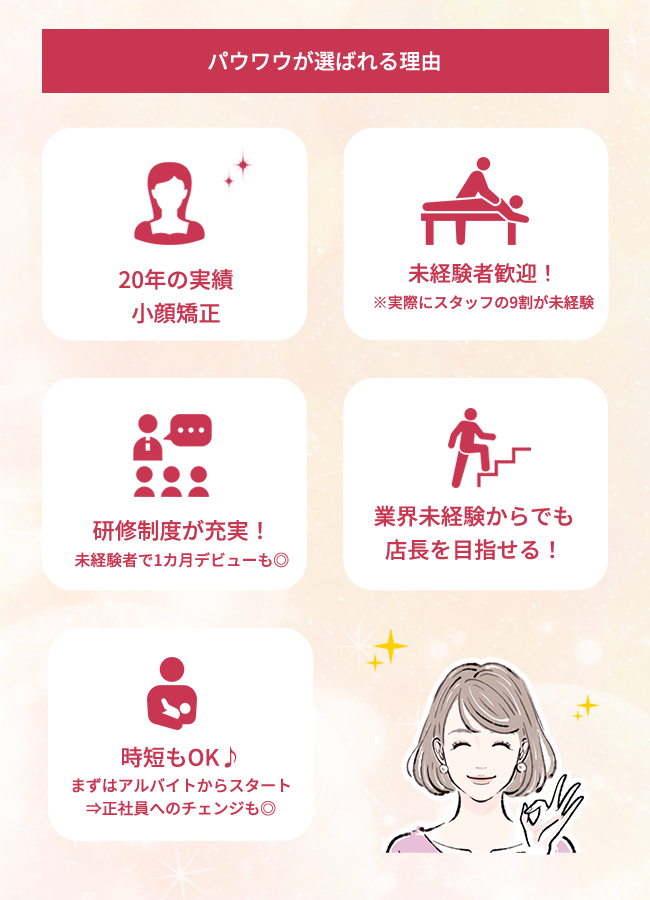 パウワウが選ばれる理由
20年の実績
小顔矯正
未経験者歓迎！
※実際にスタッフの9割が未経験
研修制度が充実！
未経験者で1カ月デビューも◎
業界未経験からでも
店長を目指せる！
時短もOK♪
まずはアルバイトからスタート
⇒正社員へのチェンジも◎